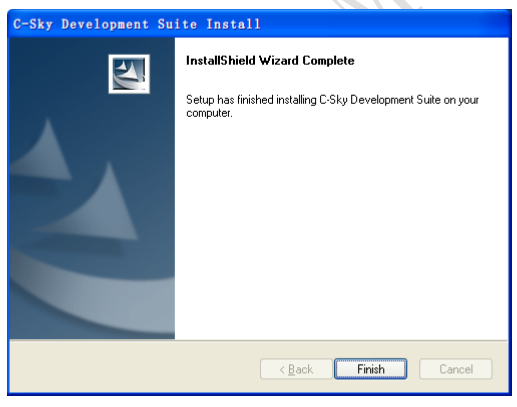 C-Sky Development Suite Install
InstallShield Wizard Complete
Setup has finished installing C-Sky Development Suite on your
computer.
< Back
Finish
Cancel